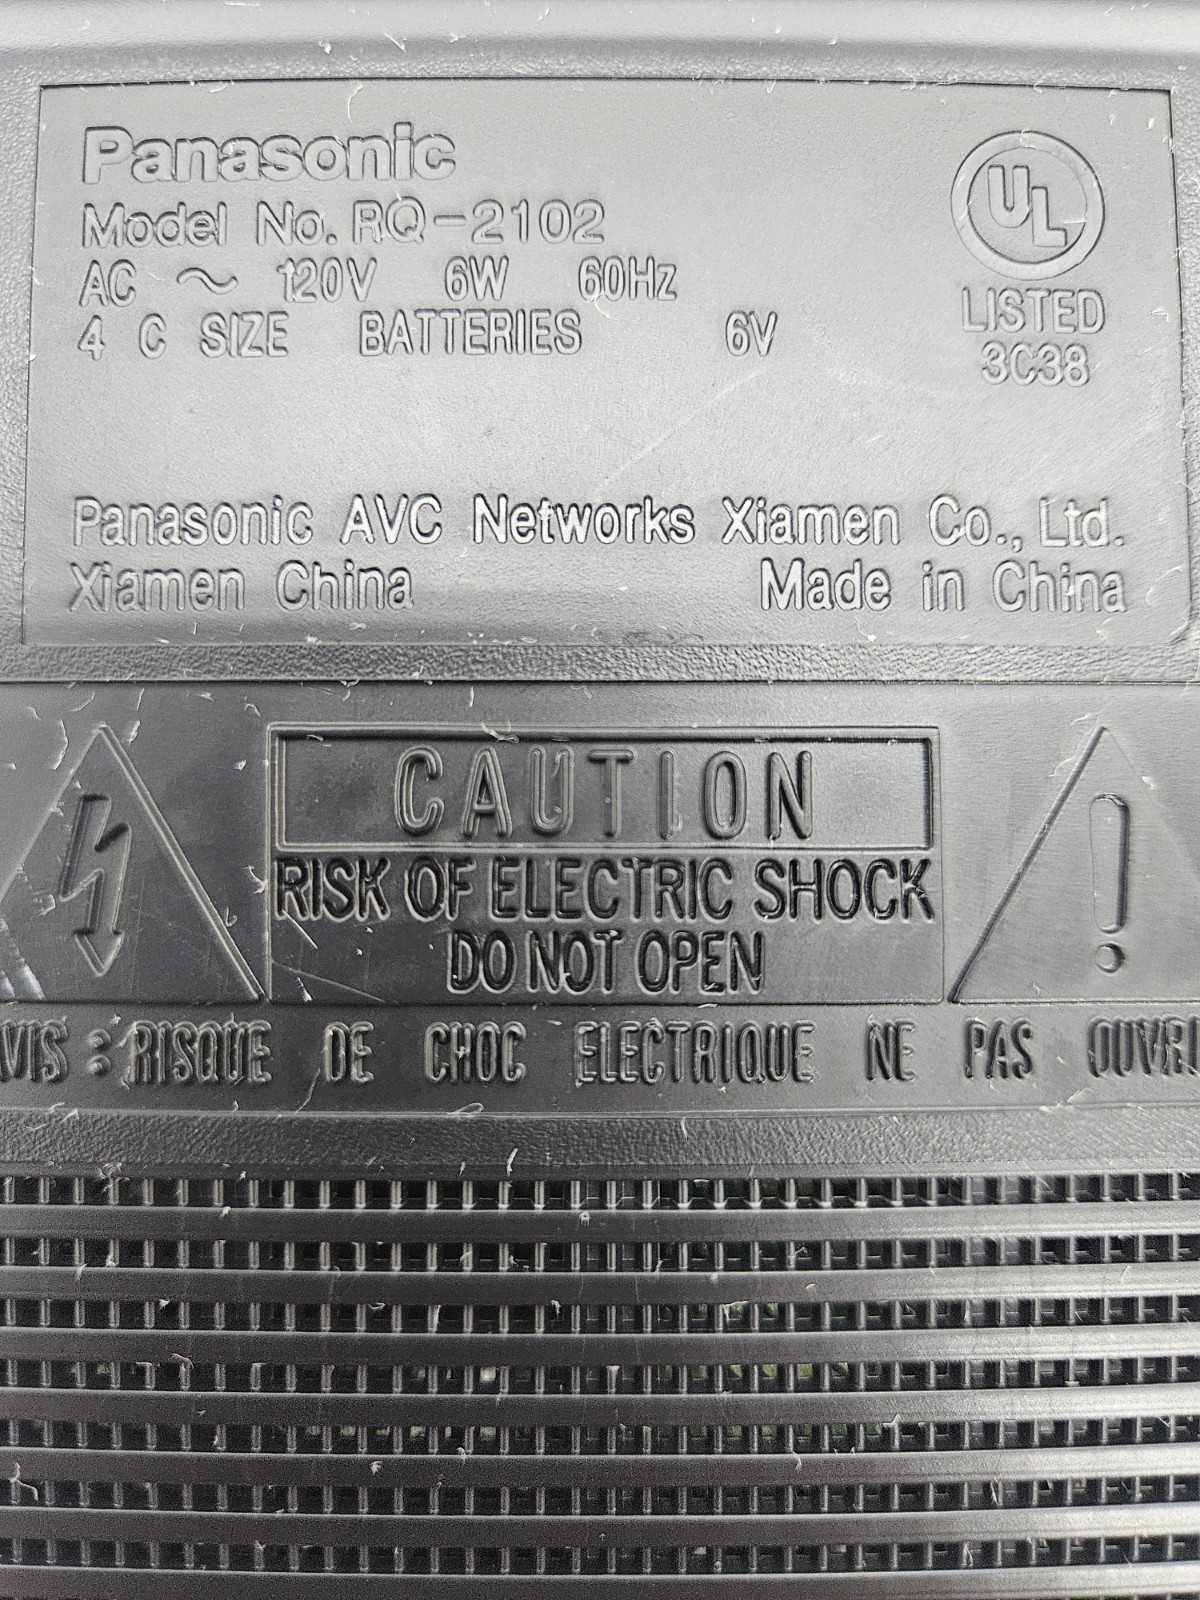 Panasonic
Model No. RQ-2102
AC ~ 120V 6W 60Hz
4 C SIZE BATTERIES 6V
UL
LISTED
3C38
Panasonic AVC Networks Xiamen Co., Ltd.
Xiamen China Made in China
CAUTION
RISK OF ELECTRIC SHOCK
DO NOT OPEN
!
VIS : RISQUE DE CHOC ELECTRIQUE NE PAS OUVRI